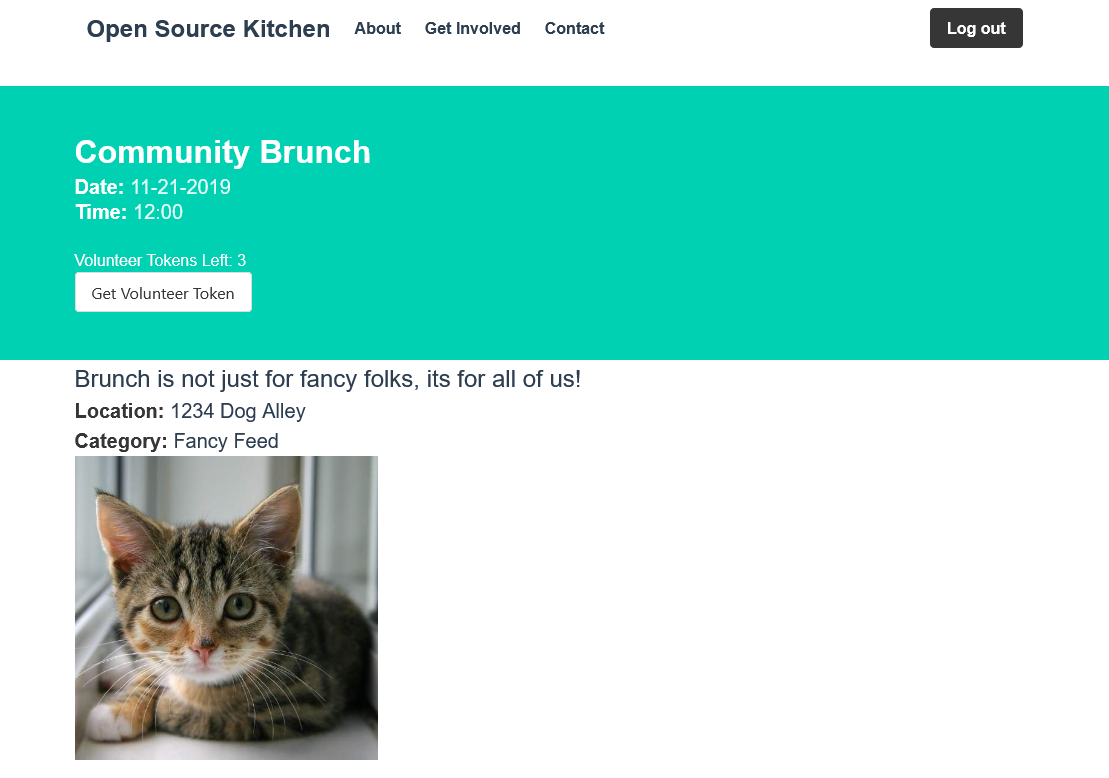 Open Source Kitchen About Get Involved Contact Log out
Community Brunch
Date: 11-21-2019
Time: 12:00
Volunteer Tokens Left: 3
Get Volunteer Token
Brunch is not just for fancy folks, its for all of us!
Location: 1234 Dog Alley
Category: Fancy Feed